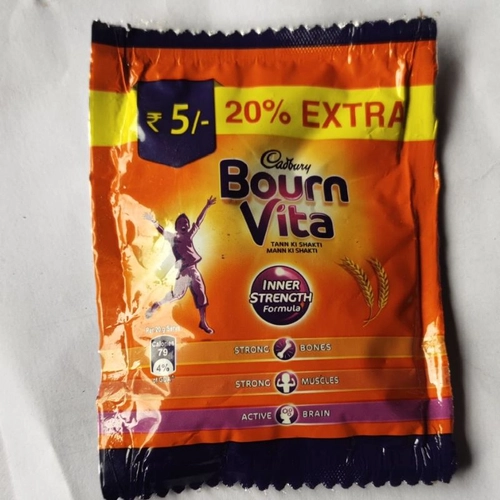 ₹ 5/-
20% EXTRA
Cadbury
Bourn
Vita
TANN KI SHAKTI
MANN KI SHAKTI
INNER
STRENGTH
Formula
Calories
79
4%
STRONG BONES
STRONG MUSCLES
ACTIVE BRAIN